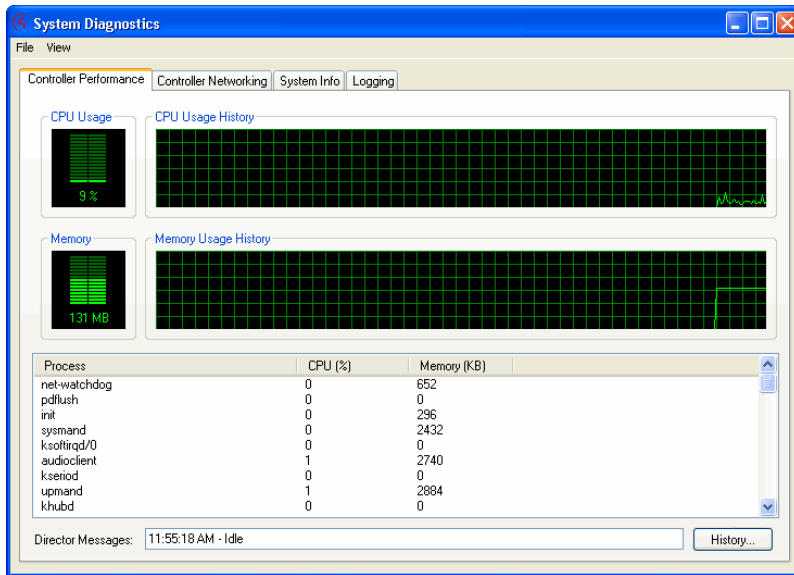 System Diagnostics
File View
Controller Performance Controller Networking System Info Logging
CPU Usage CPU Usage History
9 %
Memory Memory Usage History
131 MB
Process CPU (%) Memory (KB)
net-watchdog 0 652
pdflush 0 0
init 0 296
sysmand 0 2432
ksoftirqd/0 0 0
audioclient 1 2740
kseriod 0 0
upmand 1 2884
khubd 0 0
Director Messages: 11:55:18 AM - Idle History...